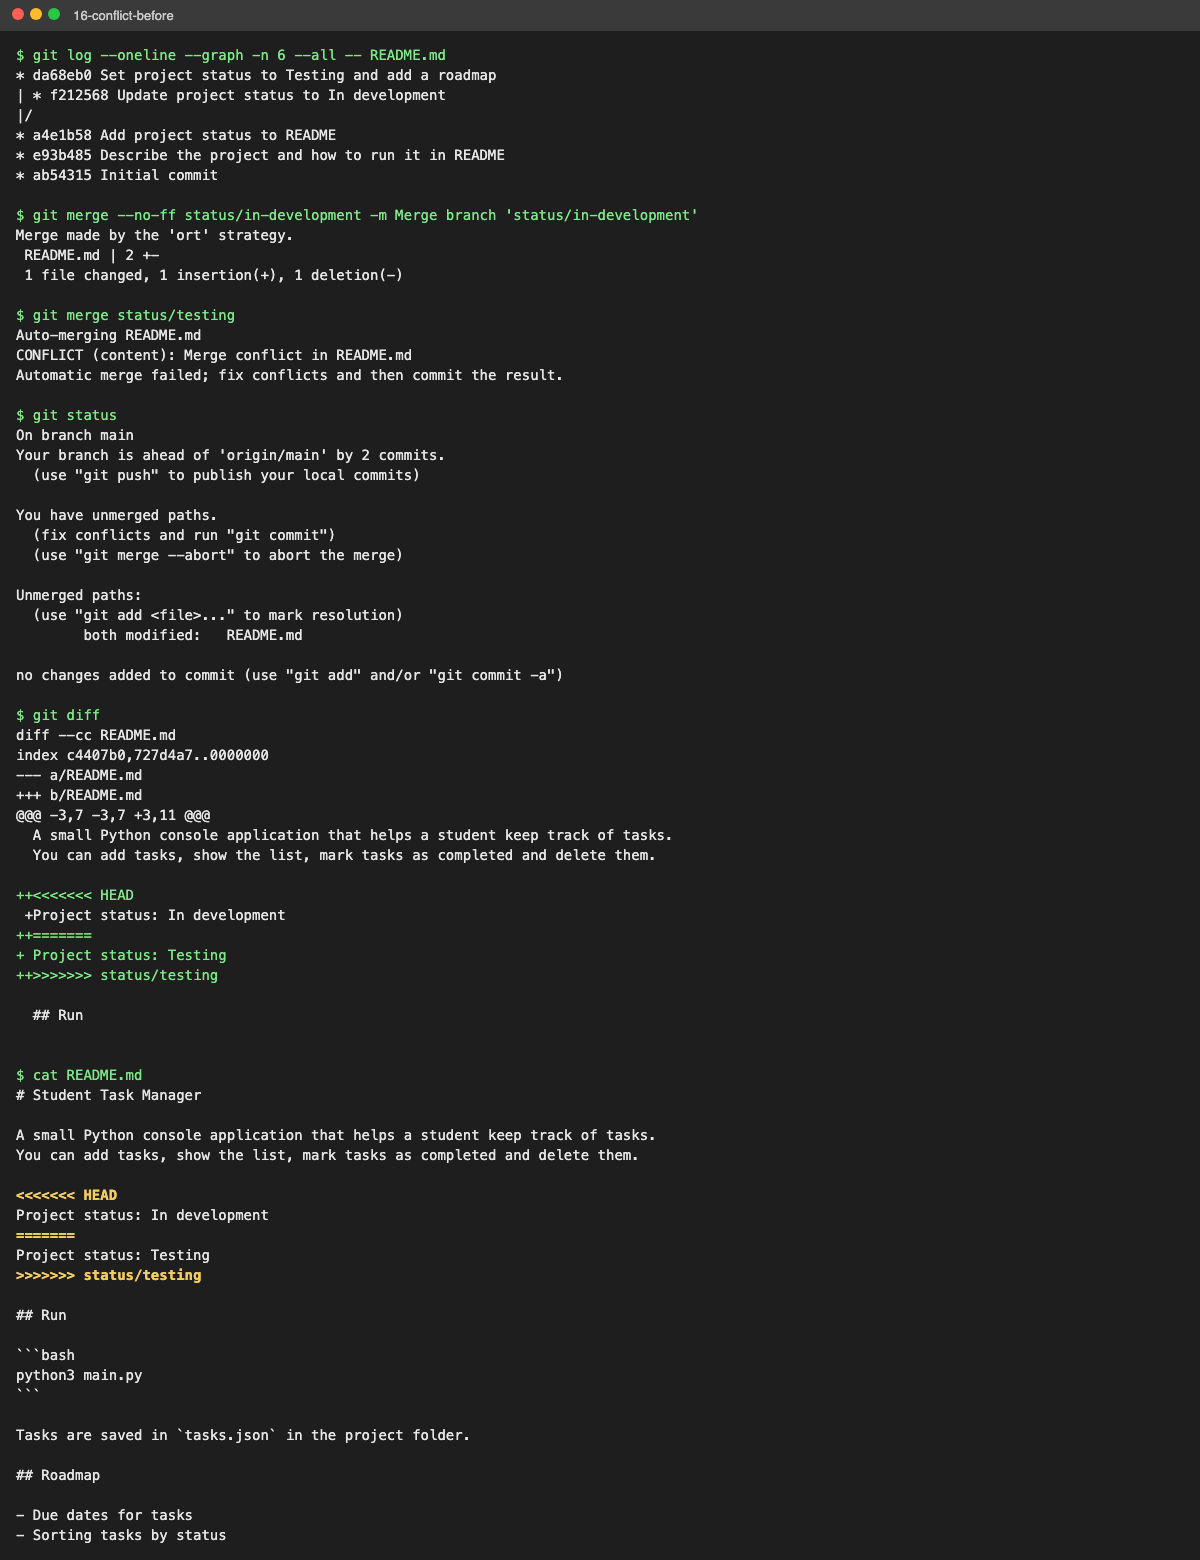 16-conflict-before
$ git log --oneline --graph -n 6 --all -- README.md
* da68eb0 Set project status to Testing and add a roadmap
| * f212568 Update project status to In development
|/
* a4e1b58 Add project status to README
* e93b485 Describe the project and how to run it in README
* ab54315 Initial commit
$ git merge --no-ff status/in-development -m Merge branch 'status/in-development'
Merge made by the 'ort' strategy.
 README.md | 2 +-
 1 file changed, 1 insertion(+), 1 deletion(-)
$ git merge status/testing
Auto-merging README.md
CONFLICT (content): Merge conflict in README.md
Automatic merge failed; fix conflicts and then commit the result.
$ git status
On branch main
Your branch is ahead of 'origin/main' by 2 commits.
  (use "git push" to publish your local commits)
You have unmerged paths.
  (fix conflicts and run "git commit")
  (use "git merge --abort" to abort the merge)
Unmerged paths:
  (use "git add <file>..." to mark resolution)
        both modified:   README.md
no changes added to commit (use "git add" and/or "git commit -a")
$ git diff
diff --cc README.md
index c4407b0,727d4a7..0000000
--- a/README.md
+++ b/README.md
@@@ -3,7 -3,7 +3,11 @@@
  A small Python console application that helps a student keep track of tasks.
  You can add tasks, show the list, mark tasks as completed and delete them.
++<<<<<<< HEAD
 +Project status: In development
++=======
+ Project status: Testing
++>>>>>>> status/testing
  ## Run
$ cat README.md
# Student Task Manager
A small Python console application that helps a student keep track of tasks.
You can add tasks, show the list, mark tasks as completed and delete them.
<<<<<<< HEAD
Project status: In development
=======
Project status: Testing
>>>>>>> status/testing
## Run
```bash
python3 main.py
```
Tasks are saved in `tasks.json` in the project folder.
## Roadmap
- Due dates for tasks
- Sorting tasks by status